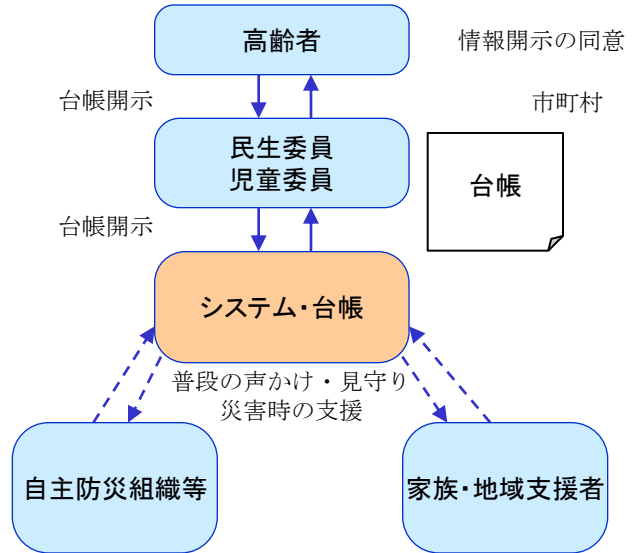 高齢者
情報開示の同意
台帳開示
市町村
民生委員
児童委員
台帳
台帳開示
システム・台帳
普段の声かけ・見守り
災害時の支援
自主防災組織等
家族・地域支援者